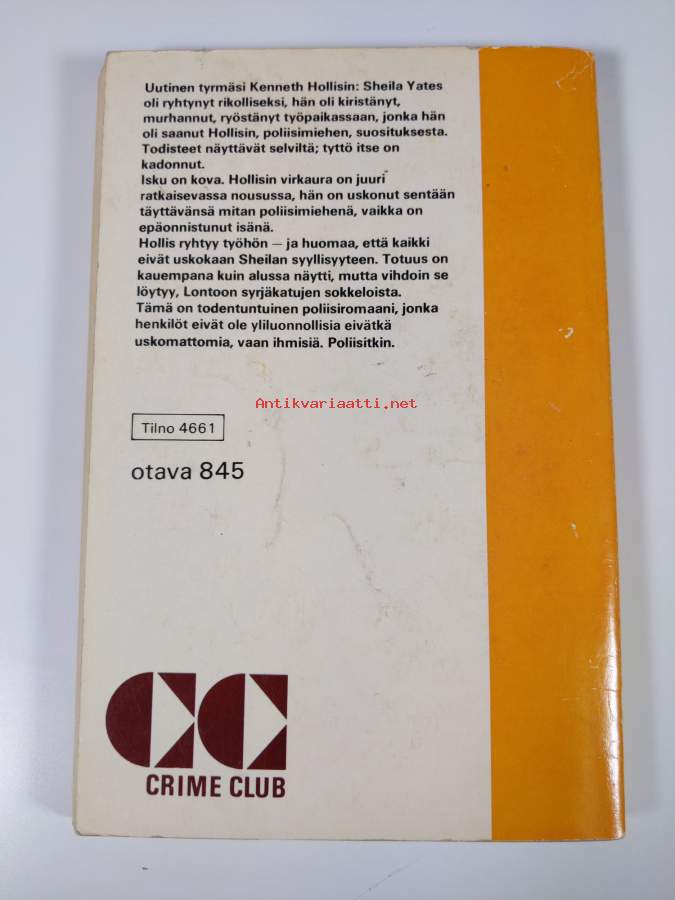 Uutinen tyrmäsi Kenneth Hollisin: Sheila Yates
oli ryhtynyt rikolliseksi, hän oli kiristänyt,
murhannut, ryöstänyt työpaikassaan, jonka hän
oli saanut Hollisin, poliisimiehen, suosituksesta.
Todisteet näyttävät selviltä; tyttö itse on
kadonnut.
Isku on kova. Hollisin virkaura on juuri
ratkaisevassa nousussa, hän on uskonut sentään
täyttävänsä mitan poliisimiehenä, vaikka on
epäonnistunut isänä.
Hollis ryhtyy työhön — ja huomaa, että kaikki
eivät uskokaan Sheilan syyllisyyteen. Totuus on
kauempana kuin alussa näytti, mutta vihdoin se
löytyy, Lontoon syrjäkatujen sokkeloista.
Tämä on todentuntuinen poliisiromaani, jonka
henkilöt eivät ole yliluonnollisia eivätkä
uskomattomia, vaan ihmisiä. Poliisitkin.
Antikvariaatti.net
Tilno 4661
otava 845
CRIME CLUB